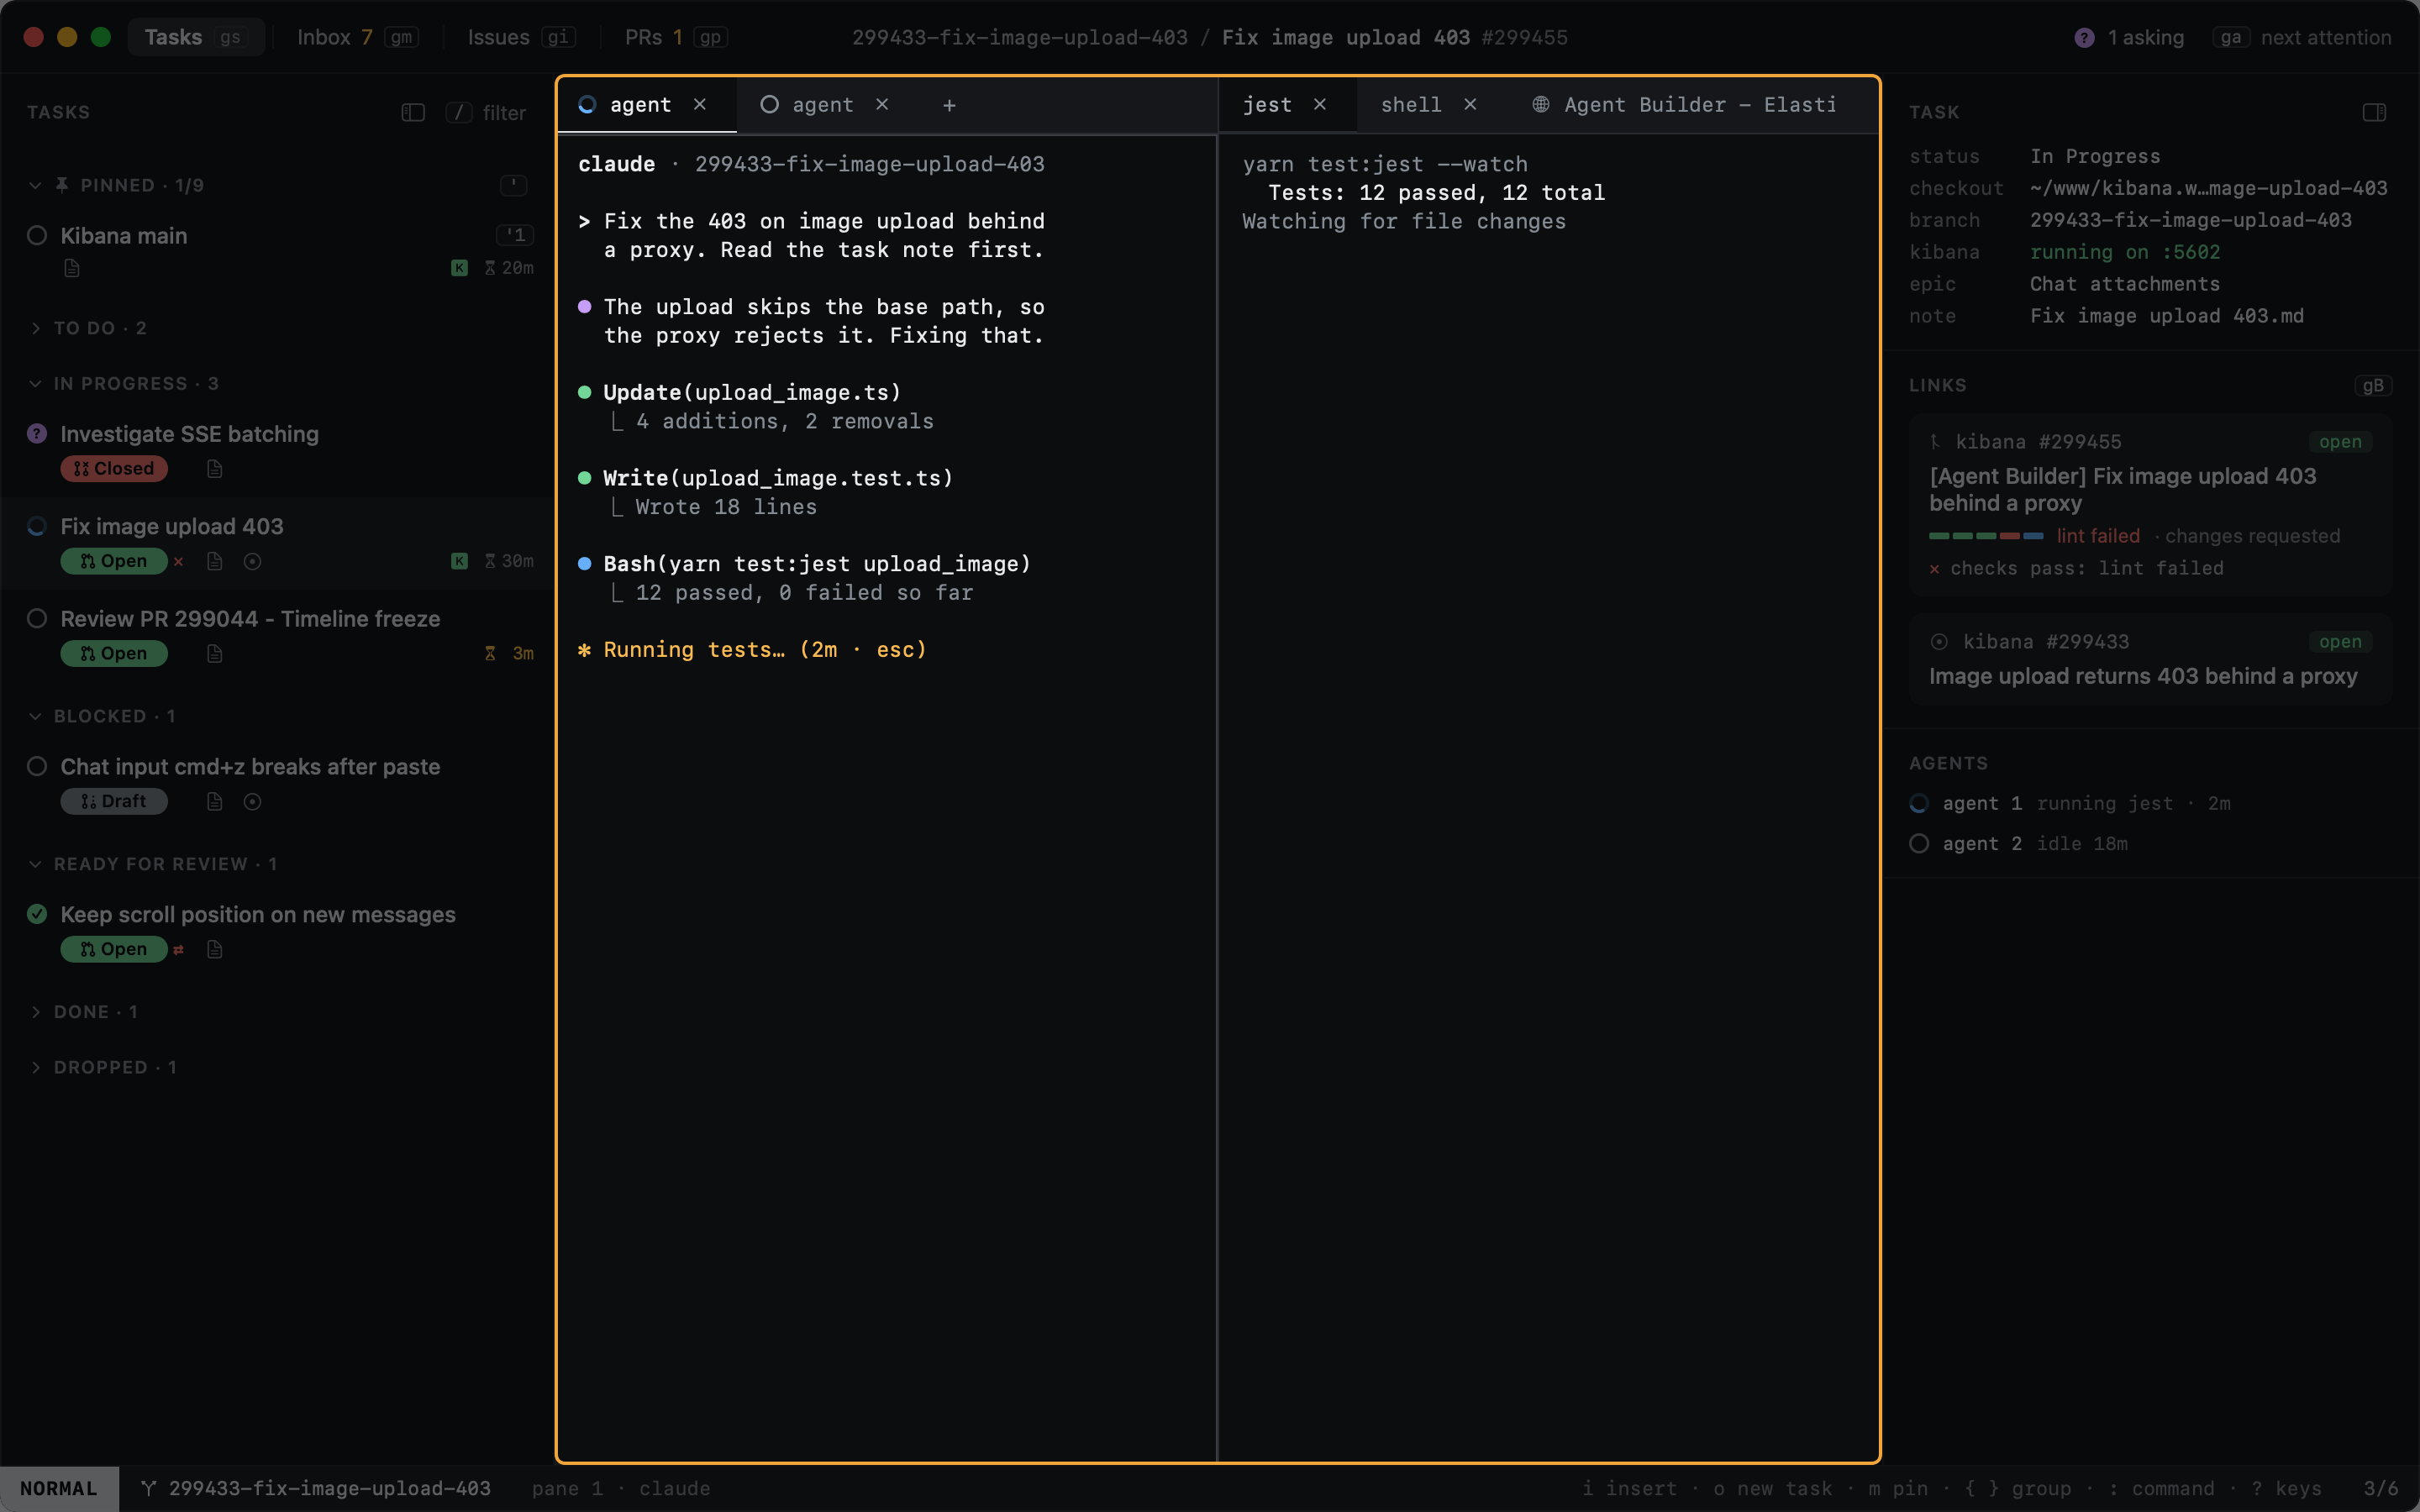 Tasks gs
Inbox 7 gm
Issues gi
PRs 1 gp
299433-fix-image-upload-403 / Fix image upload 403 #299455
? 1 asking
ga next attention
TASKS
/ filter
PINNED · 1/9 '
Kibana main '1
K 20m
TO DO · 2
IN PROGRESS · 3
? Investigate SSE batching
Closed
Fix image upload 403
Open × K 30m
Review PR 299044 - Timeline freeze
Open 3m
BLOCKED · 1
Chat input cmd+z breaks after paste
Draft
READY FOR REVIEW · 1
Keep scroll position on new messages
Open
DONE · 1
DROPPED · 1
agent × agent × +
claude · 299433-fix-image-upload-403
> Fix the 403 on image upload behind
a proxy. Read the task note first.
The upload skips the base path, so
the proxy rejects it. Fixing that.
Update(upload_image.ts)
4 additions, 2 removals
Write(upload_image.test.ts)
Wrote 18 lines
Bash(yarn test:jest upload_image)
12 passed, 0 failed so far
✻ Running tests… (2m · esc)
jest × shell × Agent Builder – Elasti
yarn test:jest --watch
Tests: 12 passed, 12 total
Watching for file changes
TASK
status In Progress
checkout ~/www/kibana.w…mage-upload-403
branch 299433-fix-image-upload-403
kibana running on :5602
epic Chat attachments
note Fix image upload 403.md
LINKS gB
kibana #299455 open
[Agent Builder] Fix image upload 403
behind a proxy
lint failed · changes requested
× checks pass: lint failed
kibana #299433 open
Image upload returns 403 behind a proxy
AGENTS
agent 1 running jest · 2m
agent 2 idle 18m
NORMAL 299433-fix-image-upload-403 pane 1 · claude
i insert · o new task · m pin · { } group · : command · ? keys 3/6